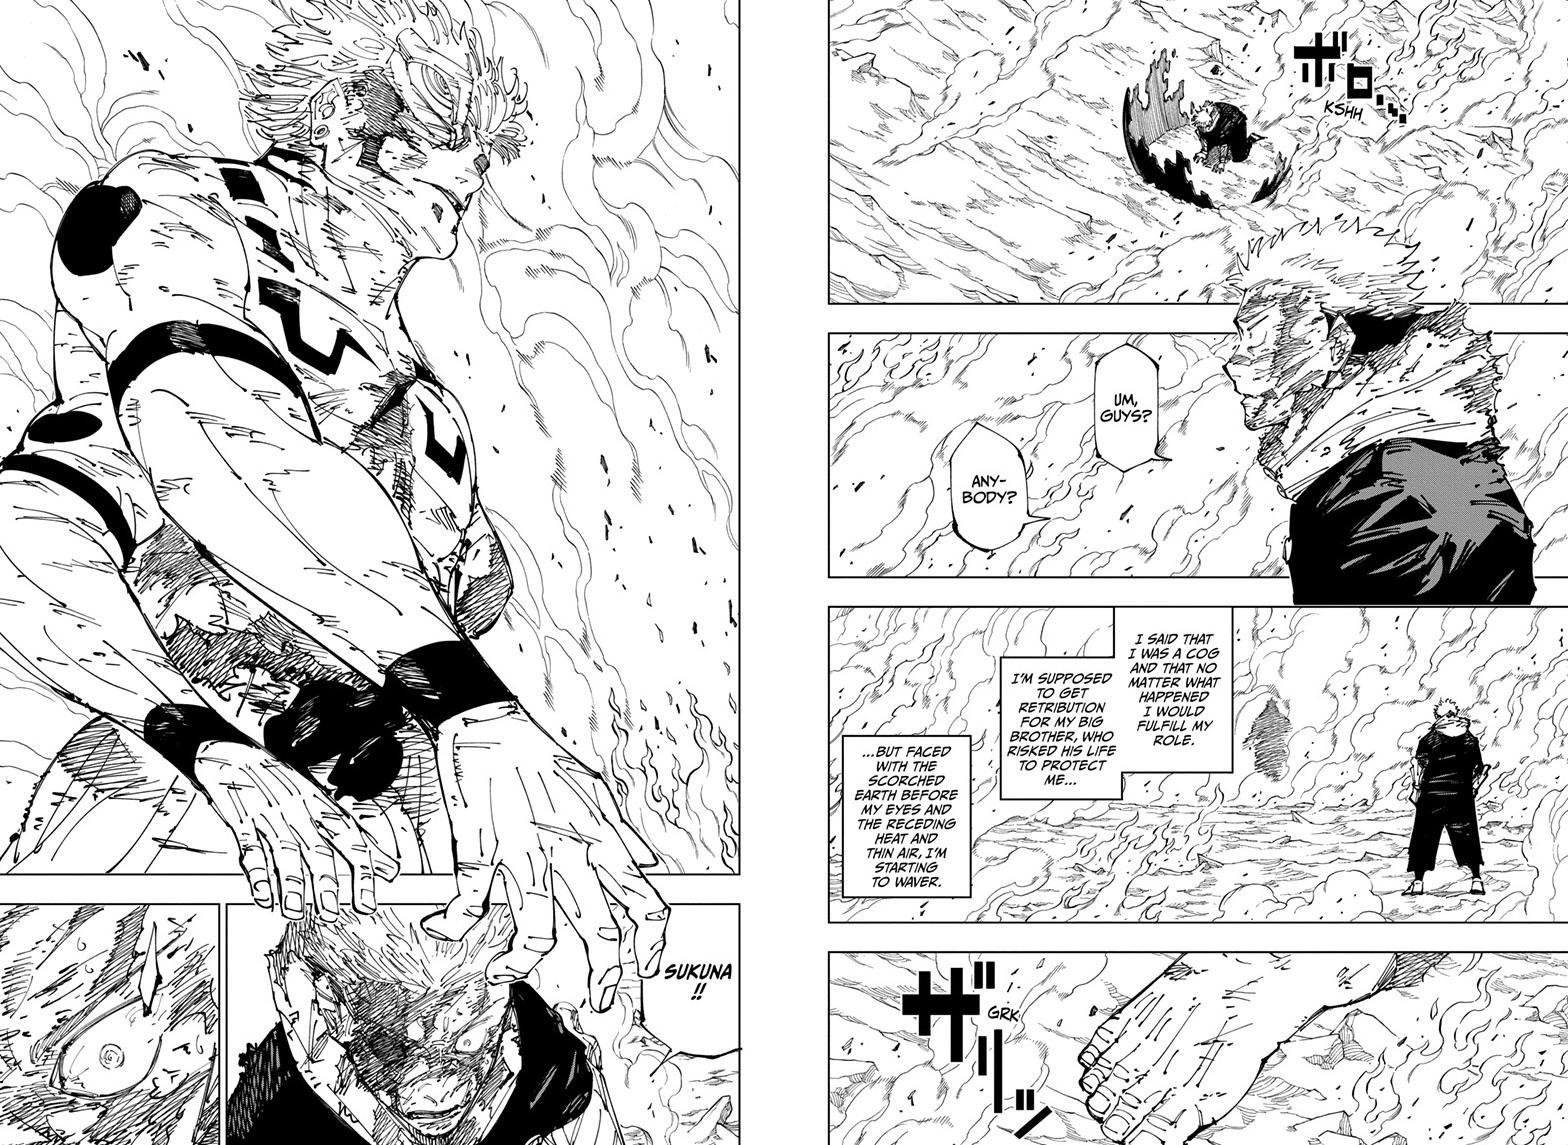 ボロ...
KSHH
UM,
GUYS?
ANY-
BODY?
I SAID THAT
I WAS A COG
AND THAT NO
MATTER WHAT
HAPPENED
I WOULD
FULFILL MY
ROLE.
I'M SUPPOSED
TO GET
RETRIBUTION
FOR MY BIG
BROTHER, WHO
RISKED HIS LIFE
TO PROTECT
ME...
...BUT FACED
WITH THE
SCORCHED
EARTH BEFORE
MY EYES AND
THE RECEDING
HEAT AND
THIN AIR, I'M
STARTING
TO WAVER.
ザリッ
GRK
SUKUNA
!!